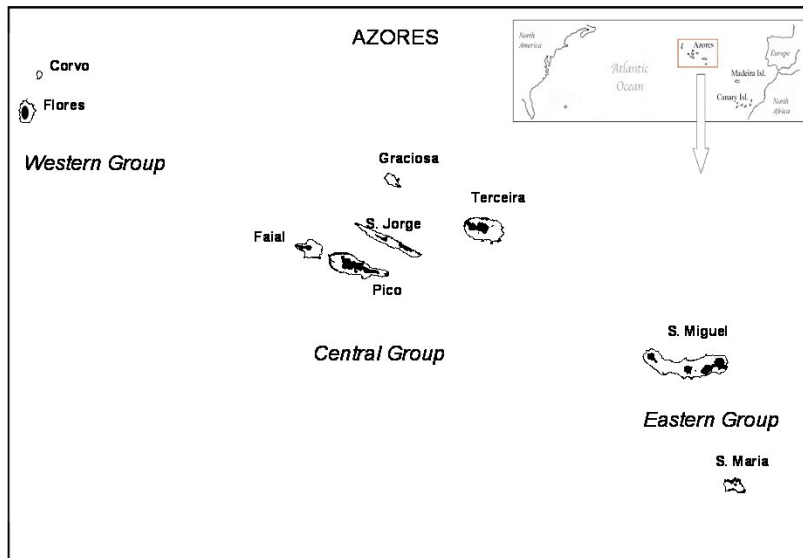 AZORES
North
America
Atlantic
Ocean
Azores
Europe
Madeira Isl.
Canary Isl.
North
Africa
Corvo
Flores
Western Group
Graciosa
Terceira
S. Jorge
Faial
Pico
Central Group
S. Miguel
Eastern Group
S. Maria